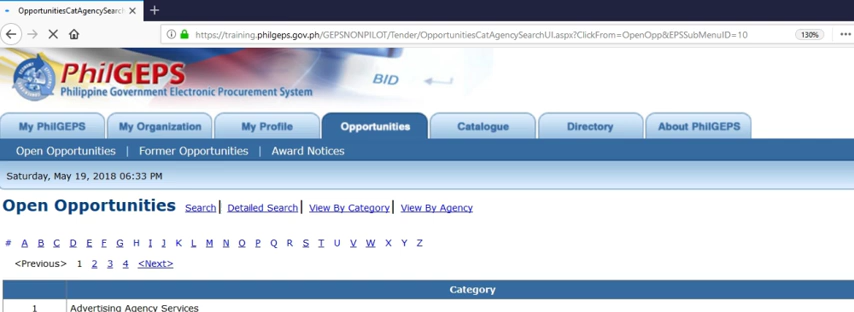 OpportunitiesCatAgencySearch
https://training.philgeps.gov.ph/GEPSNONPILOT/Tender/OpportunitiesCatAgencySearchUI.aspx?ClickFrom=OpenOpp&EPSSubMenuID=10 130%
PhilGEPS
Philippine Government Electronic Procurement System
BID
My PhilGEPS My Organization My Profile Opportunities Catalogue Directory About PhilGEPS
Open Opportunities | Former Opportunities | Award Notices
Saturday, May 19, 2018 06:33 PM
Open Opportunities Search | Detailed Search | View By Category | View By Agency
# A B C D E F G H I J K L M N O P Q R S T U V W X Y Z
<Previous> 1 2 3 4 <Next>
Category
1 Advertising Agency Services